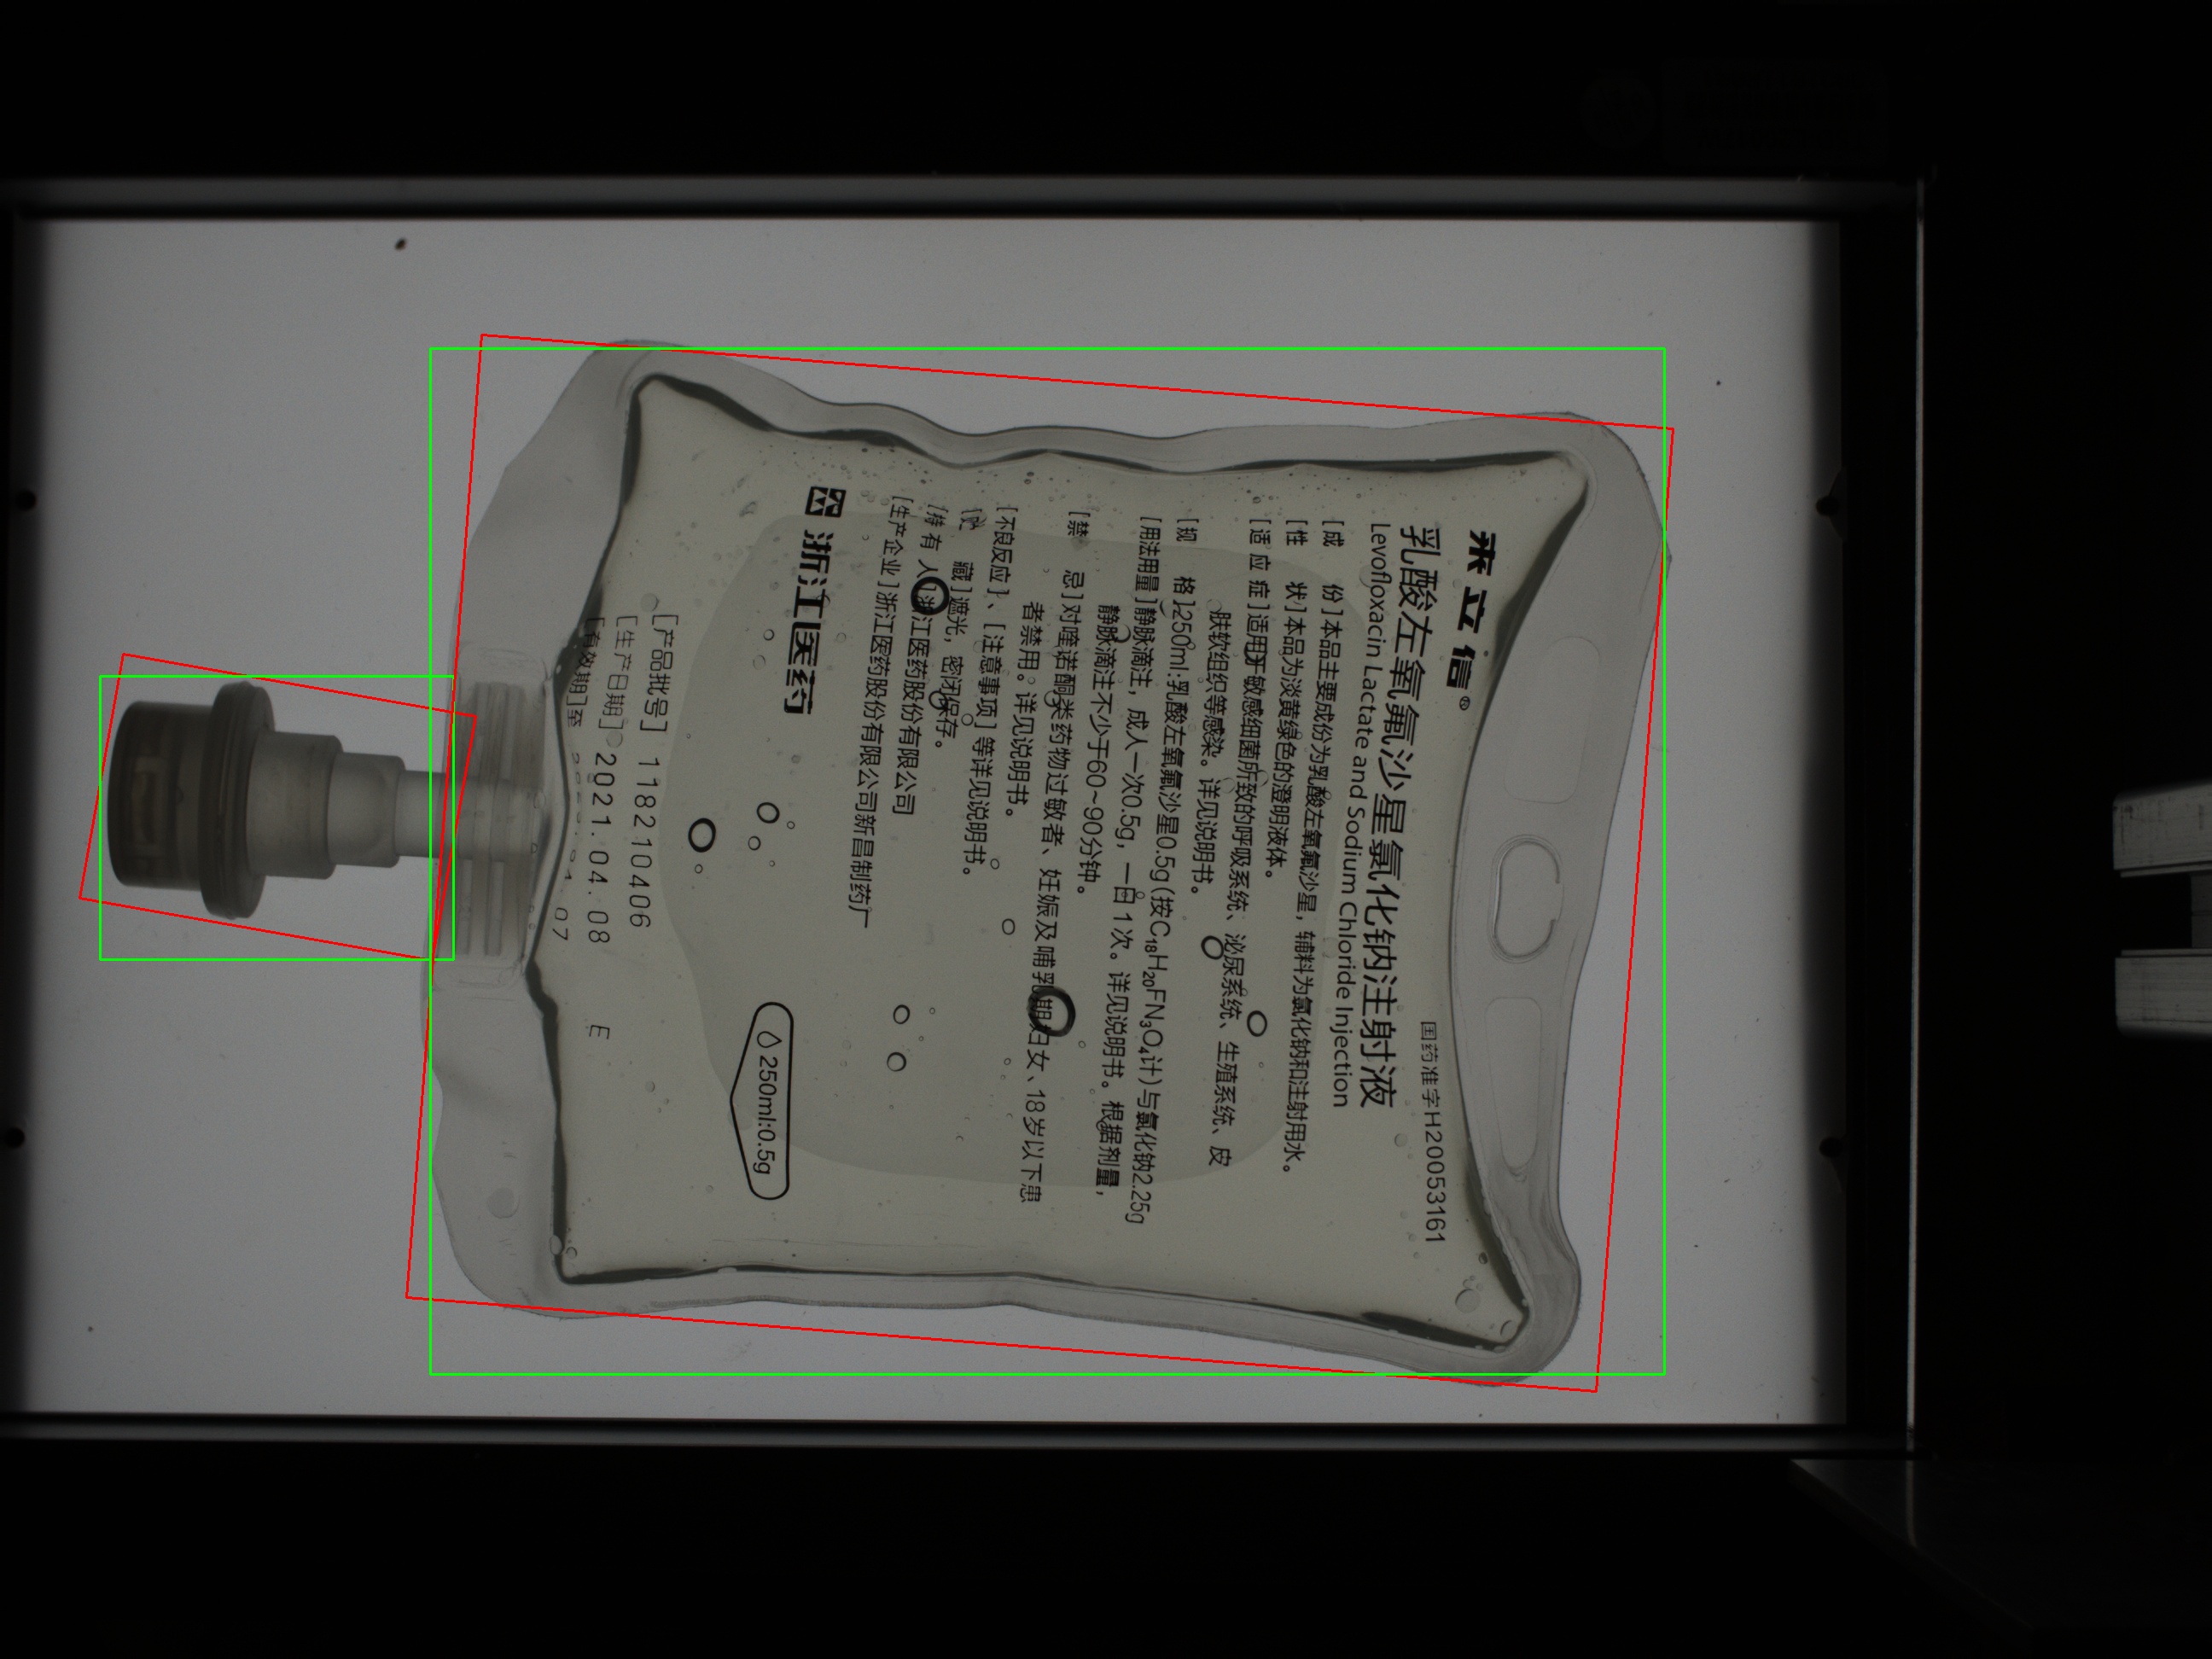 来立信®
国药准字H20053161
乳酸左氧氟沙星氯化钠注射液
Levofloxacin Lactate and Sodium Chloride Injection
[成 份]本品主要成份为乳酸左氧氟沙星，辅料为氯化钠和注射用水。
[性 状]本品为淡黄绿色的澄明液体。
[适 应 症]适用于敏感细菌所致的呼吸系统、泌尿系统、生殖系统、皮
肤软组织等感染。详见说明书。
[规 格]250ml:乳酸左氧氟沙星0.5g(按C₁₈H₂₀FN₃O₄计)与氯化钠2.25g
[用法用量]静脉滴注，成人一次0.5g，一日1次。详见说明书。根据剂量，
静脉滴注不少于60~90分钟。
[禁 忌]对喹诺酮类药物过敏者、妊娠及哺乳期妇女、18岁以下患
者禁用。详见说明书。
[不良反应]、[注意事项]等详见说明书。
[贮 藏]遮光，密闭保存。
[持 有 人]浙江医药股份有限公司
[生产企业]浙江医药股份有限公司新昌制药厂
浙江医药
250ml:0.5g
[产品批号] 118210406
[生产日期] 2021.04.08
[有效期]至
07
E